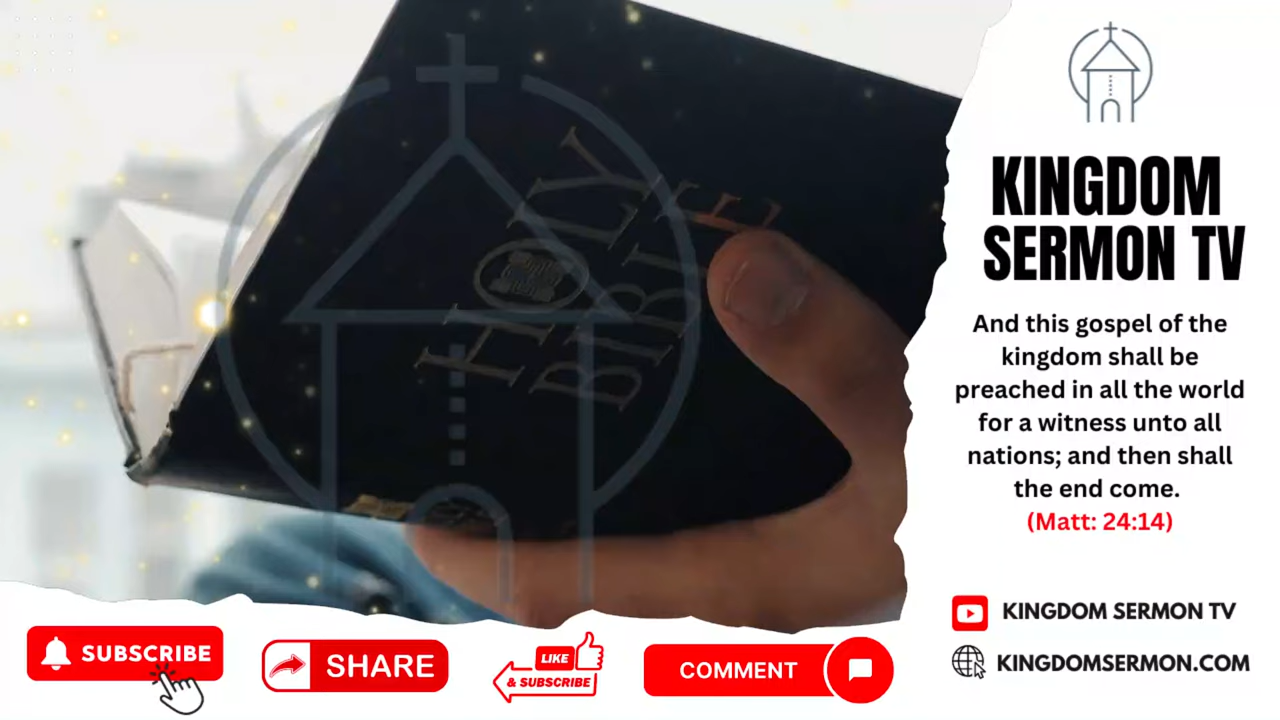 HOLY
BIBLE
KINGDOM
SERMON TV
And this gospel of the
kingdom shall be
preached in all the world
for a witness unto all
nations; and then shall
the end come.
(Matt: 24:14)
KINGDOM SERMON TV
KINGDOMSERMON.COM
SUBSCRIBE
SHARE
LIKE
& SUBSCRIBE
COMMENT